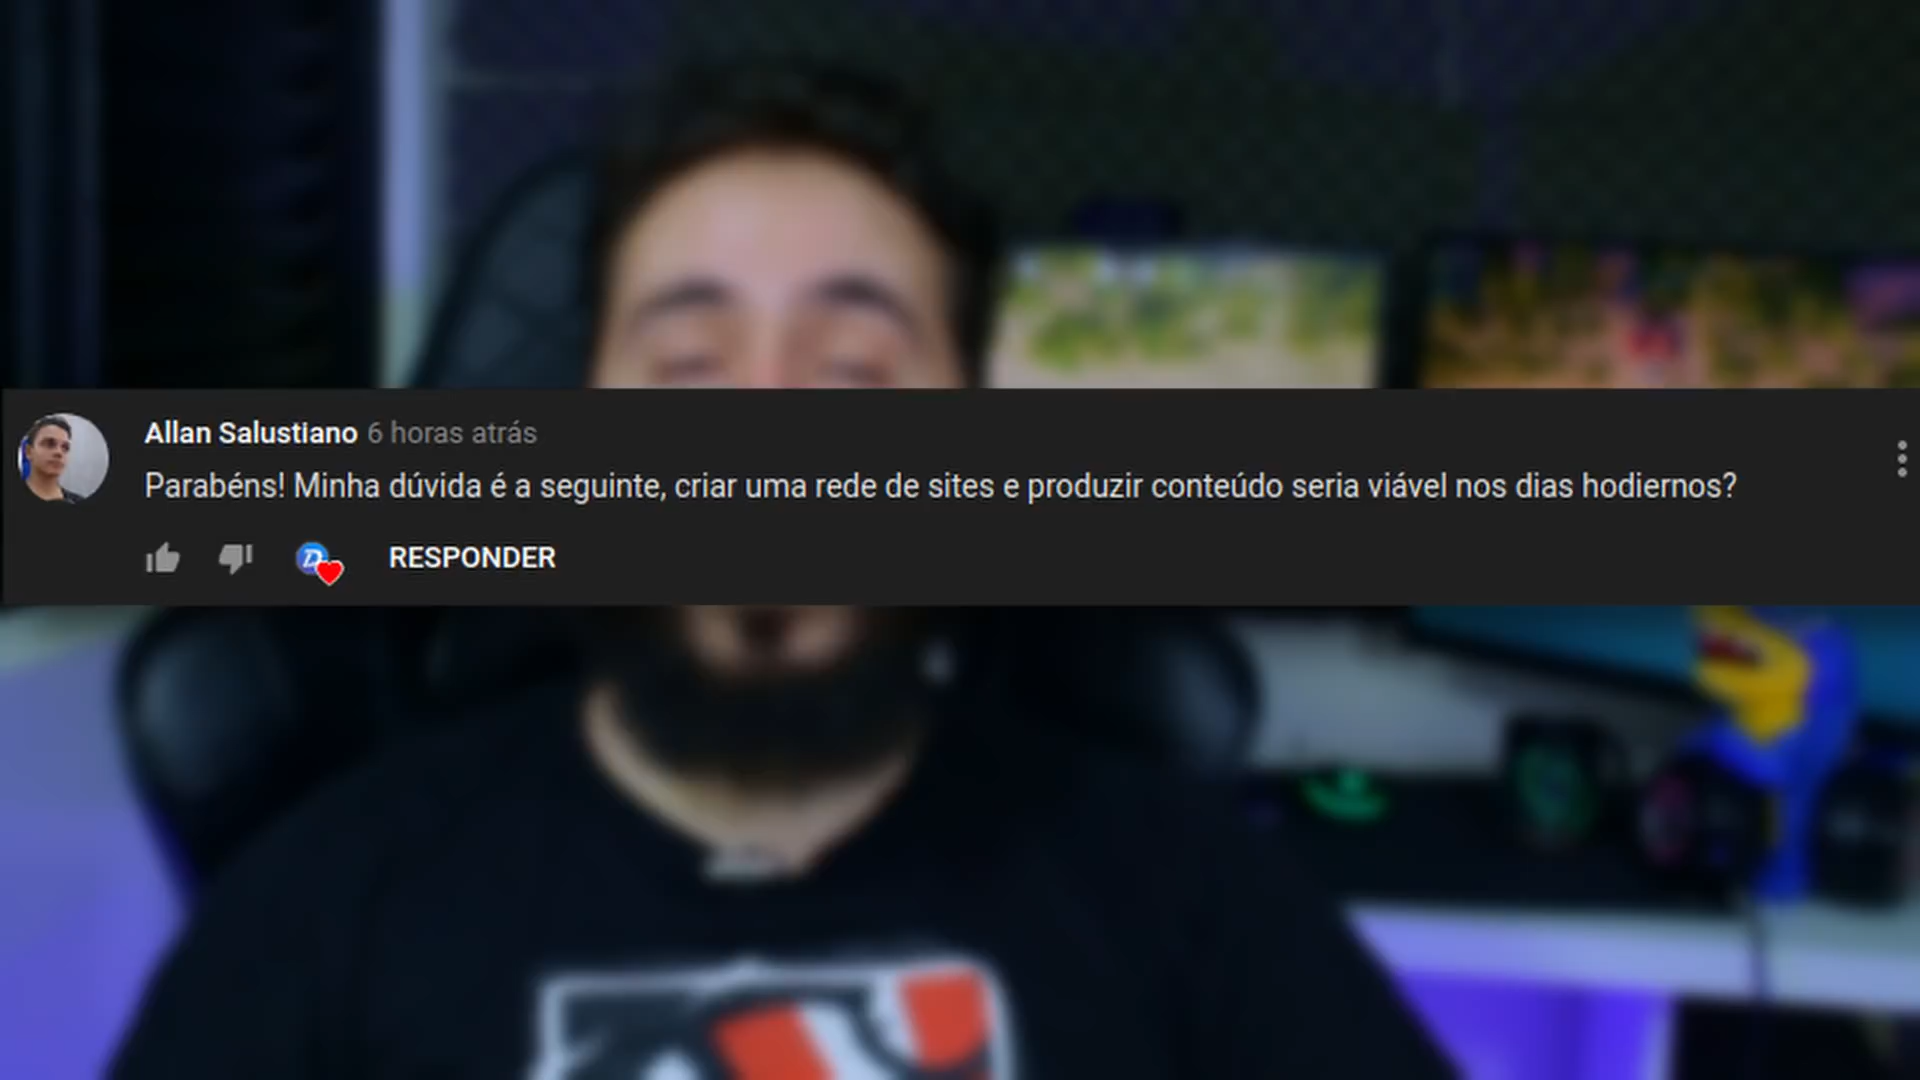 Allan Salustiano 6 horas atrás
Parabéns! Minha dúvida é a seguinte, criar uma rede de sites e produzir conteúdo seria viável nos dias hodiernos?
RESPONDER